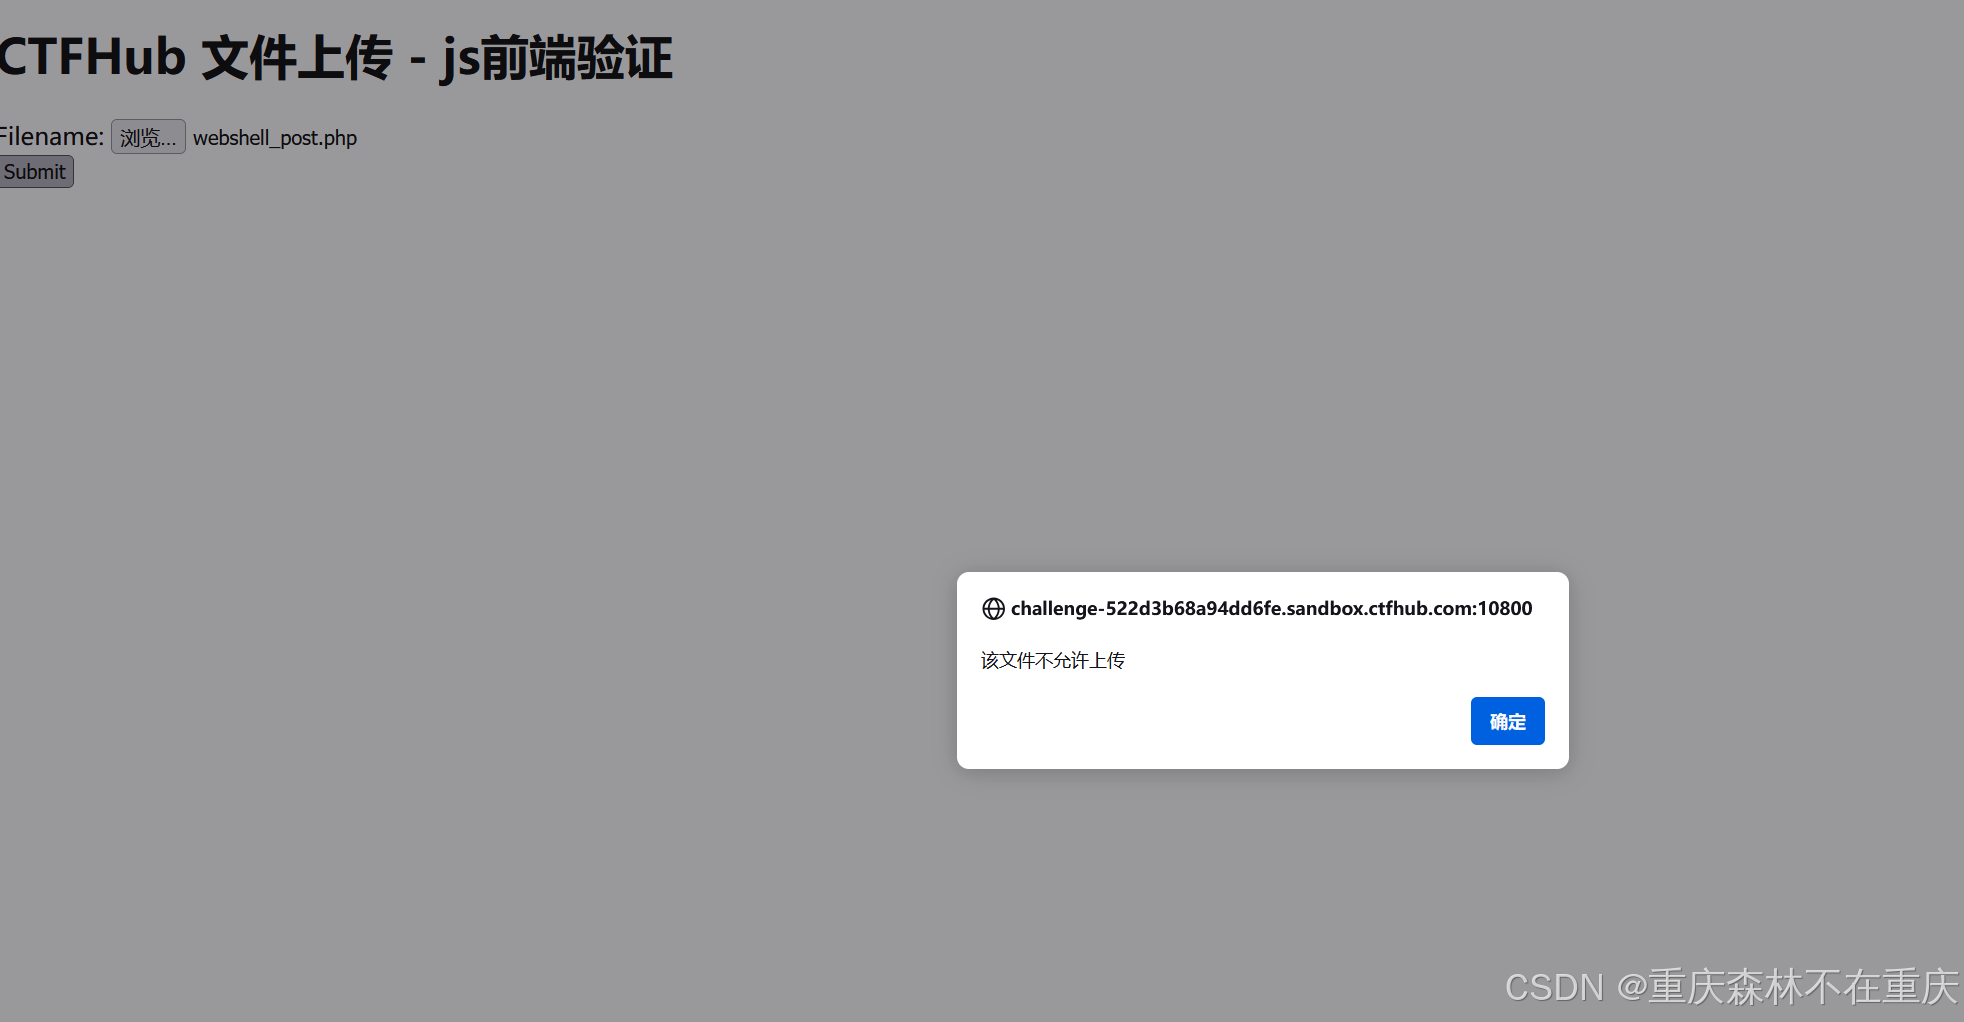 CTFHub 文件上传 - js前端验证
Filename: 浏览... webshell_post.php
Submit
challenge-522d3b68a94dd6fe.sandbox.ctfhub.com:10800
该文件不允许上传
确定
CSDN @重庆森林不在重庆